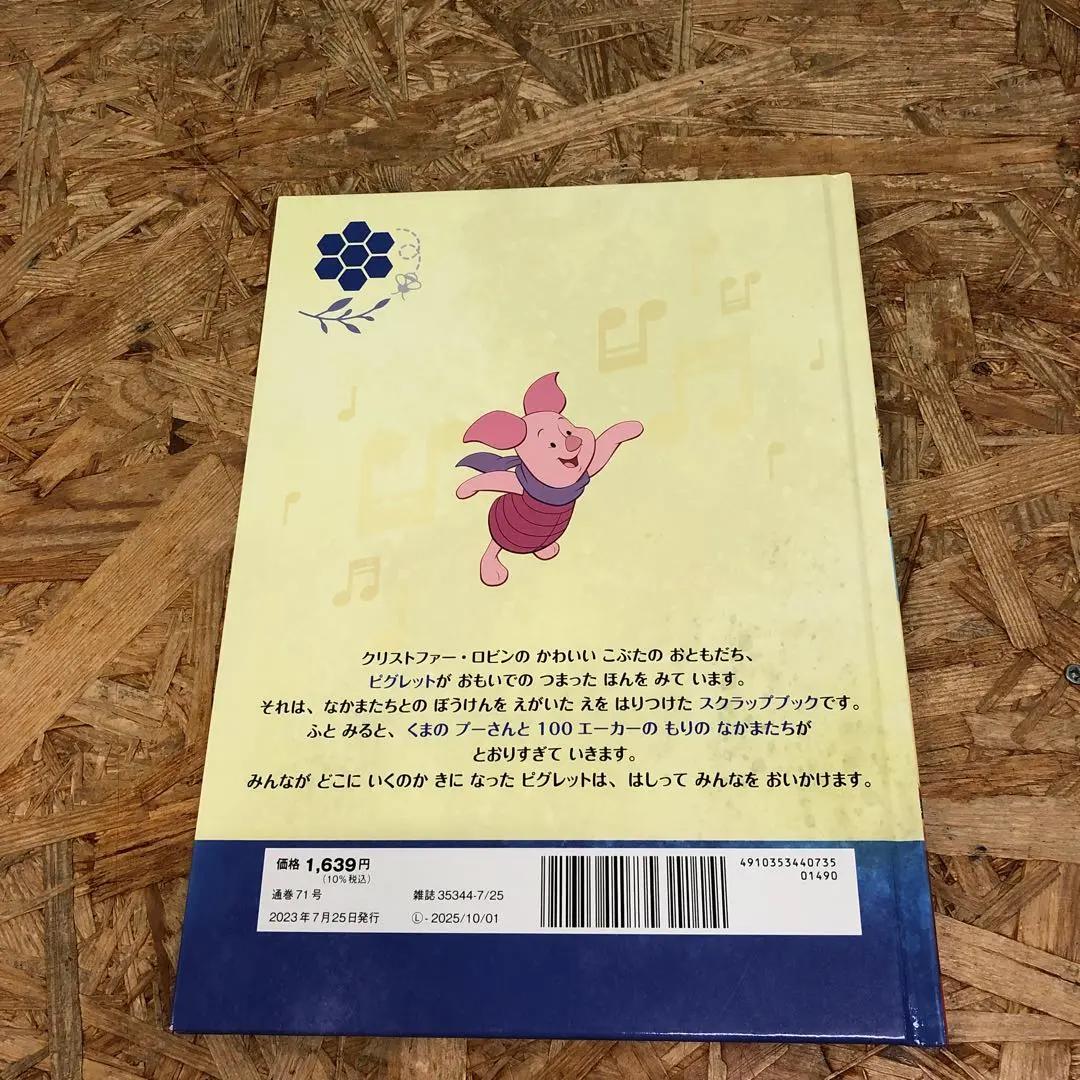 クリストファー・ロビンの かわいい こぶたの おともだち、
ピグレットが おもいでの つまった ほんを みて います。
それは、なかまたちとの ぼうけんを えがいた えを はりつけた スクラップブックです。
ふと みると、くまの プーさんと 100エーカーの もりの なかまたちが
とおりすぎて いきます。
みんなが どこに いくのか きに なった ピグレットは、はしって みんなを おいかけます。
価格 1,639円
(10%税込)
通巻71号 雑誌35344-7/25
2023年7月25日発行 Ⓛ-2025/10/01
4910353440735
01490